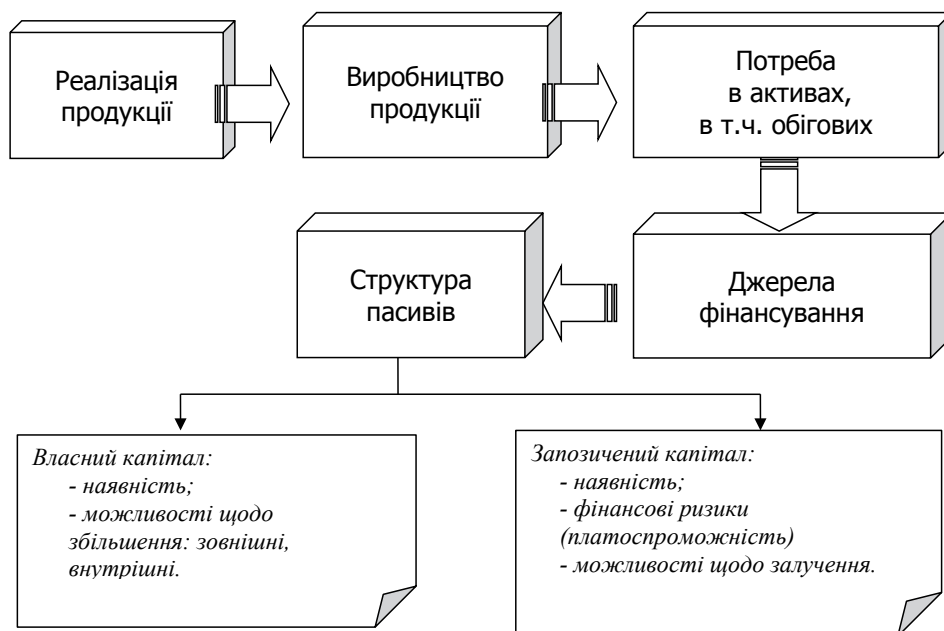 Реалізація
продукції
Виробництво
продукції
Потреба
в активах,
в т.ч. обігових
Структура
пасивів
Джерела
фінансування
Власний капітал:
- наявність;
- можливості щодо
збільшення: зовнішні,
внутрішні.
Запозичений капітал:
- наявність;
- фінансові ризики
(платоспроможність)
- можливості щодо залучення.